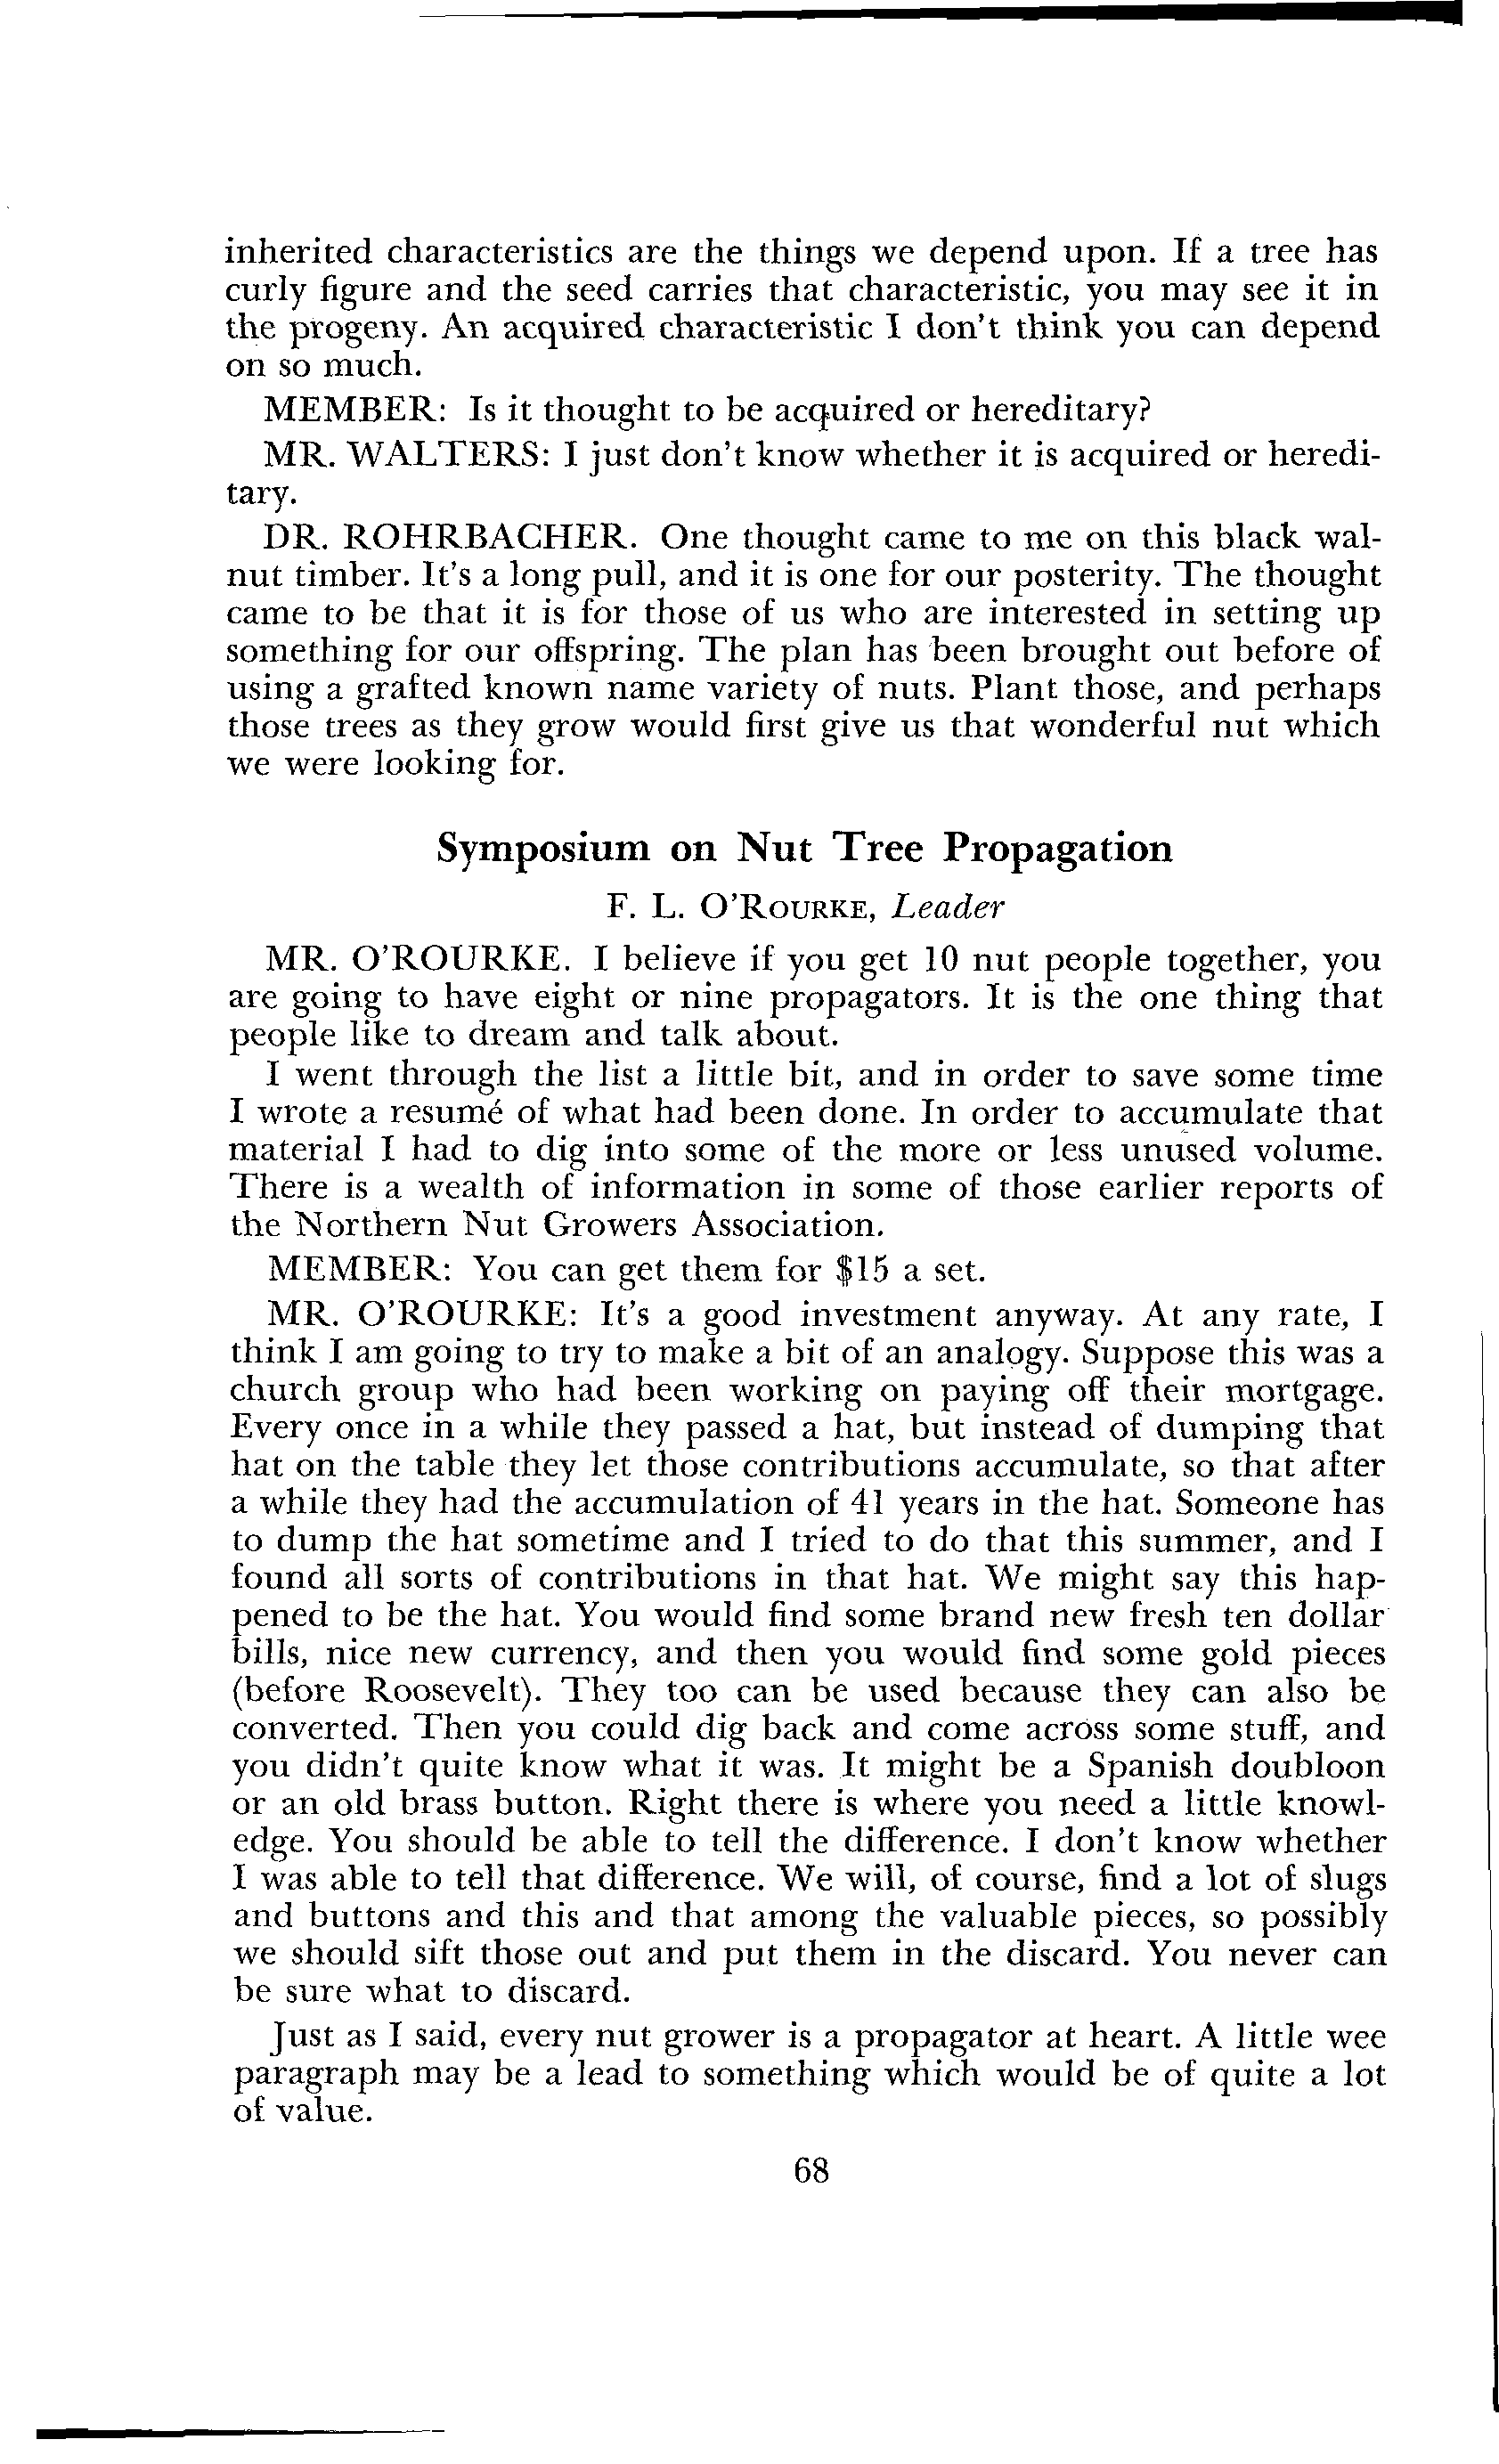 inherited characteristics are the things we depend upon. If a tree has
curly figure and the seed carries that characteristic, you may see it in
the progeny. An acquired characteristic I don't think you can depend
on so much.
MEMBER: Is it thought to be acquired or hereditary?
MR. WALTERS: I just don't know whether it is acquired or heredi-
tary.
DR. ROHRBACHER. One thought came to me on this black wal-
nut timber. It's a long pull, and it is one for our posterity. The thought
came to be that it is for those of us who are interested in setting up
something for our offspring. The plan has been brought out before of
using a grafted known name variety of nuts. Plant those, and perhaps
those trees as they grow would first give us that wonderful nut which
we were looking for.
Symposium on Nut Tree Propagation
F. L. O'ROURKE, Leader
MR. O'ROURKE. I believe if you get 10 nut people together, you
are going to have eight or nine propagators. It is the one thing that
people like to dream and talk about.
I went through the list a little bit, and in order to save some time
I wrote a resumé of what had been done. In order to accumulate that
material I had to dig into some of the more or less unused volume.
There is a wealth of information in some of those earlier reports of
the Northern Nut Growers Association.
MEMBER: You can get them for $15 a set.
MR. O'ROURKE: It's a good investment anyway. At any rate, I
think I am going to try to make a bit of an analogy. Suppose this was a
church group who had been working on paying off their mortgage.
Every once in a while they passed a hat, but instead of dumping that
hat on the table they let those contributions accumulate, so that after
a while they had the accumulation of 41 years in the hat. Someone has
to dump the hat sometime and I tried to do that this summer, and I
found all sorts of contributions in that hat. We might say this hap-
pened to be the hat. You would find some brand new fresh ten dollar
bills, nice new currency, and then you would find some gold pieces
(before Roosevelt). They too can be used because they can also be
converted. Then you could dig back and come across some stuff, and
you didn't quite know what it was. It might be a Spanish doubloon
or an old brass button. Right there is where you need a little knowl-
edge. You should be able to tell the difference. I don't know whether
I was able to tell that difference. We will, of course, find a lot of slugs
and buttons and this and that among the valuable pieces, so possibly
we should sift those out and put them in the discard. You never can
be sure what to discard.
Just as I said, every nut grower is a propagator at heart. A little wee
paragraph may be a lead to something which would be of quite a lot
of value.
68